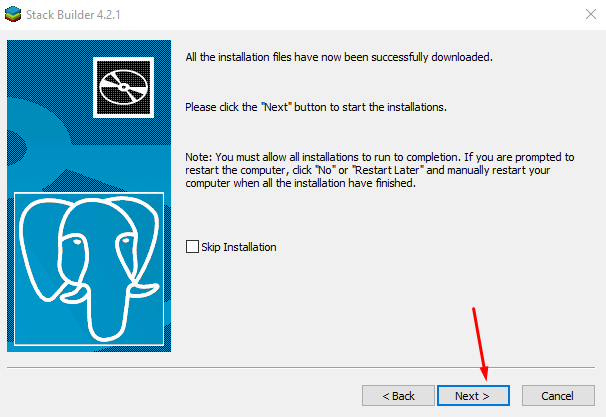 Stack Builder 4.2.1
All the installation files have now been successfully downloaded.
Please click the "Next" button to start the installations.
Note: You must allow all installations to run to completion. If you are prompted to
restart the computer, click "No" or "Restart Later" and manually restart your
computer when all the installation have finished.
Skip Installation
< Back
Next >
Cancel